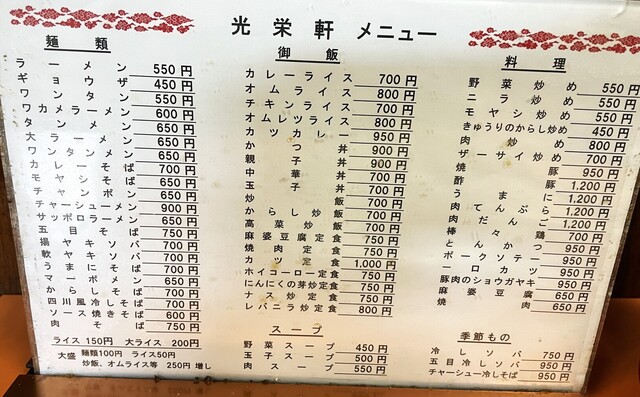 光栄軒 メニュー
麺類
ラーメン 550円
ギョウザ 450円
ワンタン 550円
ワカメラーメン 600円
タンメン 650円
大ラーメン 650円
ワンタンメン 650円
カレーそば 700円
モヤシそば 650円
チャンポン 650円
チャーシューメン 900円
サッポロラーメン 700円
五目そば 750円
揚ヤキソバ 700円
軟ヤキソバ 700円
うまにそば 650円
マーボーメン 700円
四川風冷しそば 700円
ソース焼きそば 600円
肉そば 750円
ライス 150円 大ライス 200円
大盛 麺類100円 ライス50円
炒飯、オムライス等 250円 増し
御飯
カレーライス 700円
オムライス 800円
チキンライス 700円
オムレツライス 800円
カツカレー 950円
かつ丼 900円
親子丼 900円
中華丼 700円
玉子丼 700円
炒飯 700円
からし炒飯 700円
高菜炒飯 700円
麻婆豆腐定食 750円
焼肉定食 750円
カツ定食 1,000円
ホイコーロー定食 750円
にんにくの芽炒定食 750円
ナス炒定食 750円
レバニラ炒定食 800円
スープ
野菜スープ 450円
玉子スープ 500円
肉スープ 550円
料理
野菜炒め 550円
ニラ炒め 550円
モヤシ炒め 550円
きゅうりのからし炒め 450円
肉炒め 800円
ザーサイ炒め 700円
焼豚 950円
酢豚 1,200円
うまに 1,200円
肉てんぷら 1,200円
肉だんご 1,200円
棒々鶏 700円
とんかつ 950円
ポークソテー 950円
一口カツ 950円
豚肉のショウガヤキ 950円
麻婆豆腐 650円
焼肉 650円
季節もの
冷しソバ 750円
五目冷しソバ 950円
チャーシュー冷しそば 950円